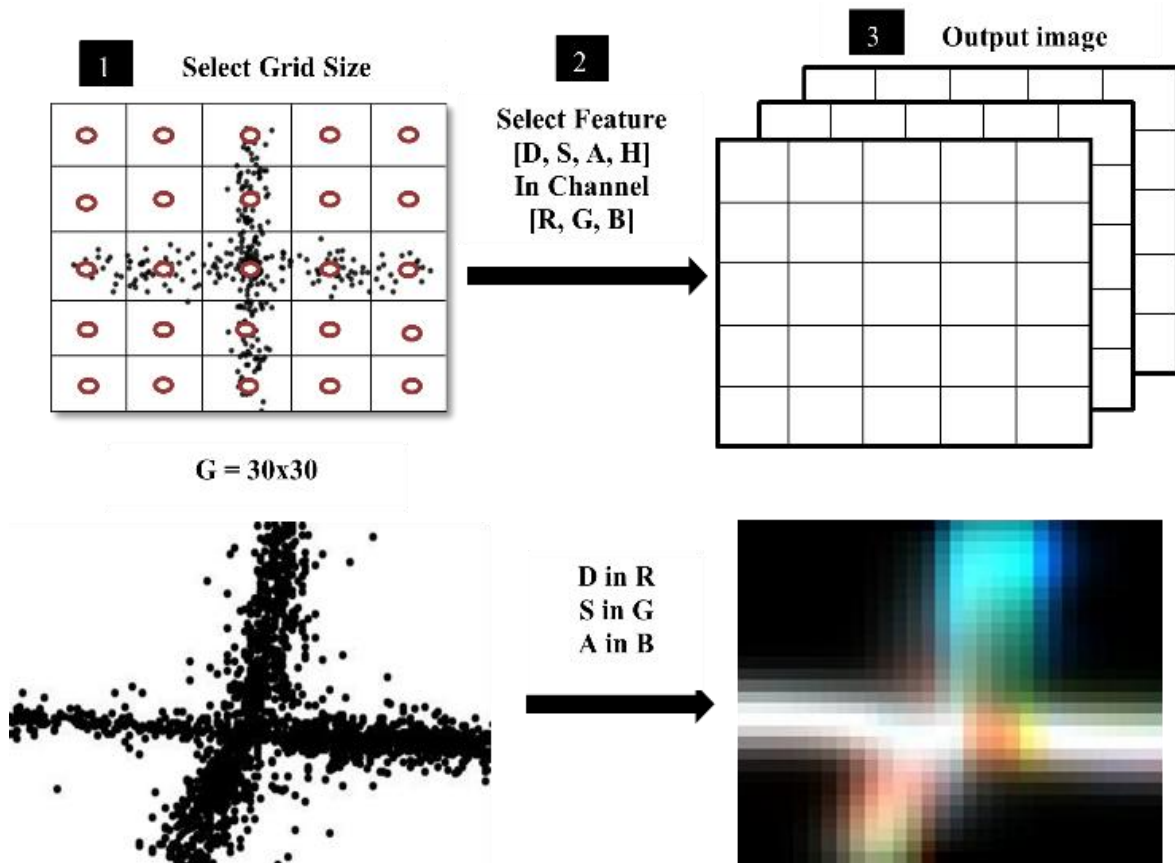 1
Select Grid Size
2
Select Feature
[D, S, A, H]
In Channel
[R, G, B]
3
Output image
G = 30x30
D in R
S in G
A in B